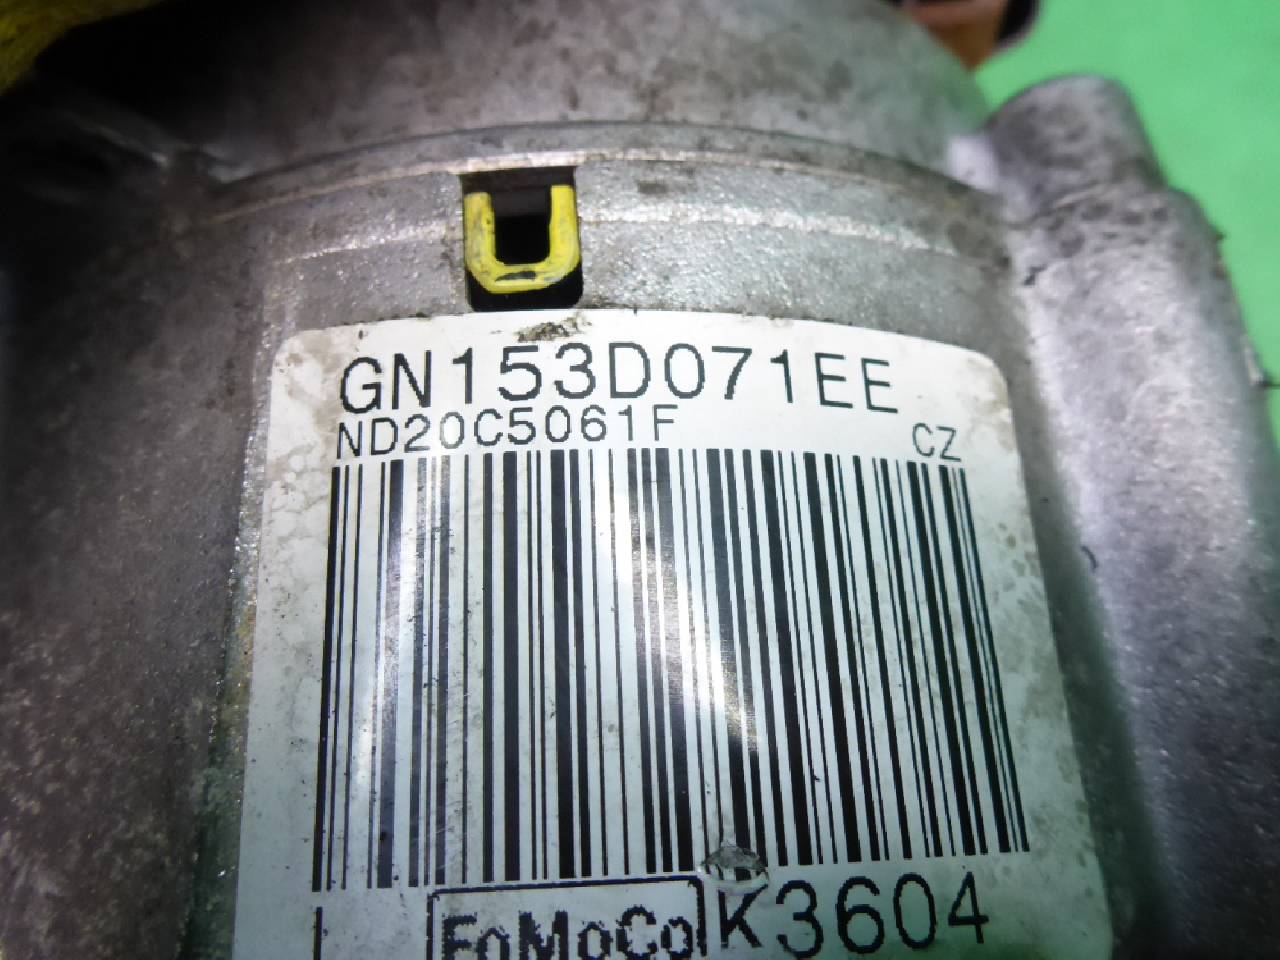 GN153D071EE
ND20C5061F CZ
FoMoCo K3604